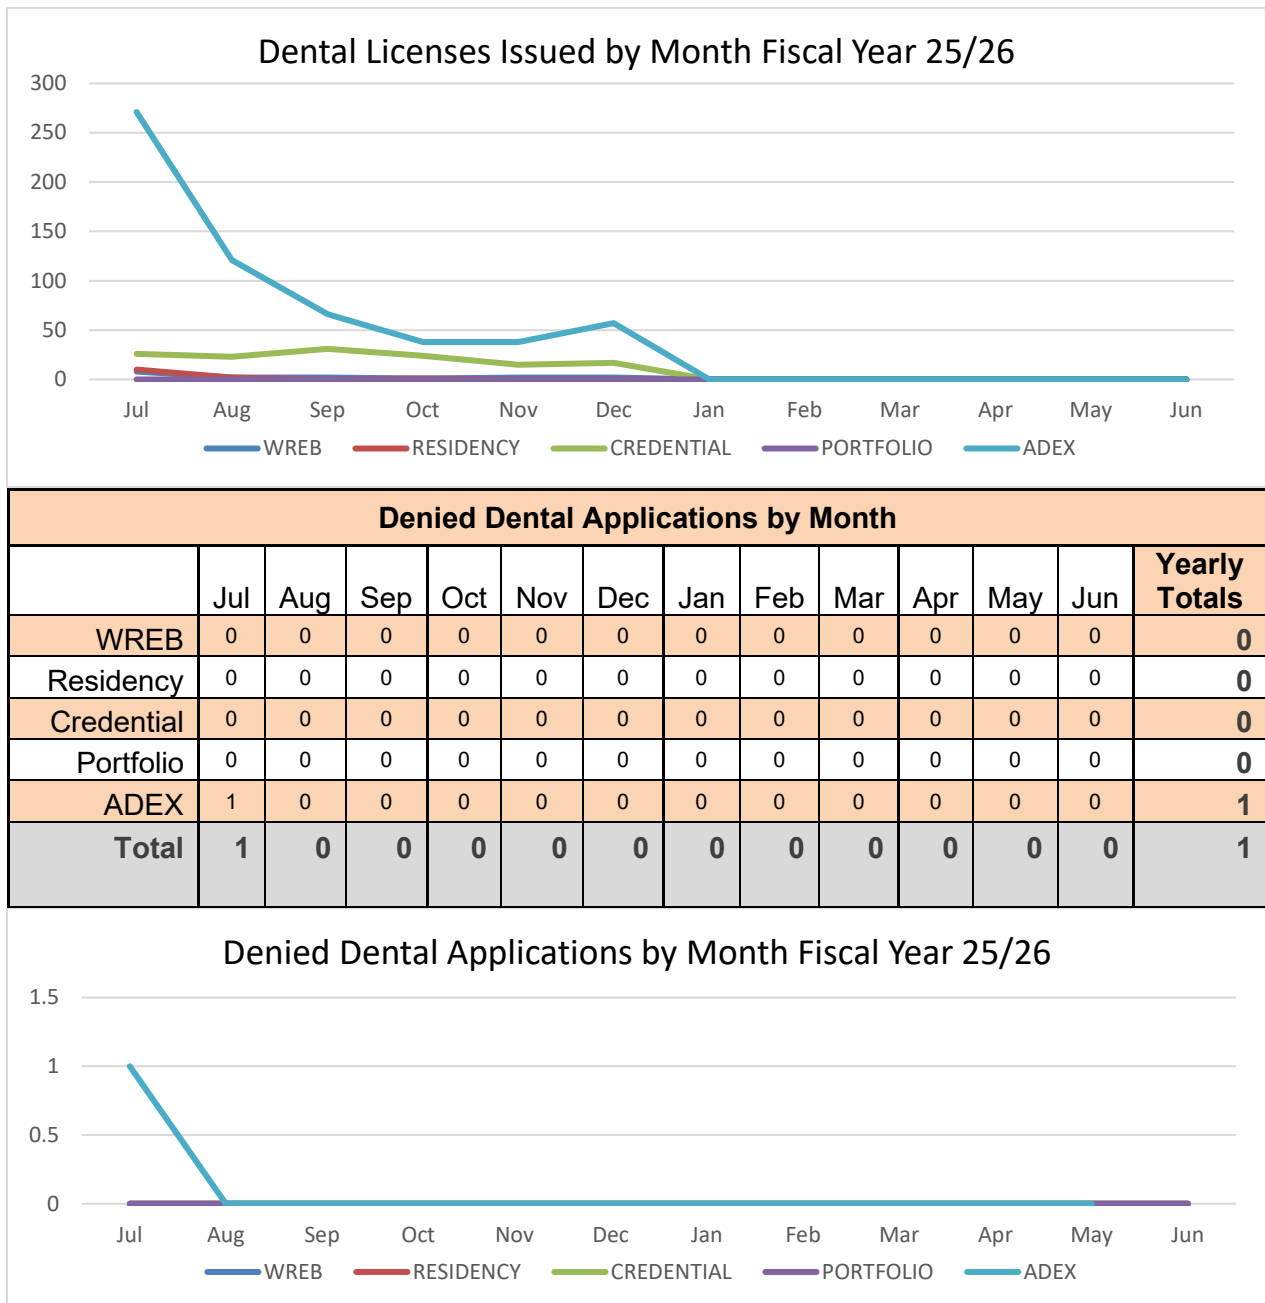 Dental Licenses Issued by Month Fiscal Year 25/26
300
250
200
150
100
50
0
Jul Aug Sep Oct Nov Dec Jan Feb Mar Apr May Jun
WREB RESIDENCY CREDENTIAL PORTFOLIO ADEX
Denied Dental Applications by Month
Jul Aug Sep Oct Nov Dec Jan Feb Mar Apr May Jun Yearly Totals
WREB 0 0 0 0 0 0 0 0 0 0 0 0 0
Residency 0 0 0 0 0 0 0 0 0 0 0 0 0
Credential 0 0 0 0 0 0 0 0 0 0 0 0 0
Portfolio 0 0 0 0 0 0 0 0 0 0 0 0 0
ADEX 1 0 0 0 0 0 0 0 0 0 0 0 1
Total 1 0 0 0 0 0 0 0 0 0 0 0 1
Denied Dental Applications by Month Fiscal Year 25/26
1.5
1
0.5
0
Jul Aug Sep Oct Nov Dec Jan Feb Mar Apr May Jun
WREB RESIDENCY CREDENTIAL PORTFOLIO ADEX